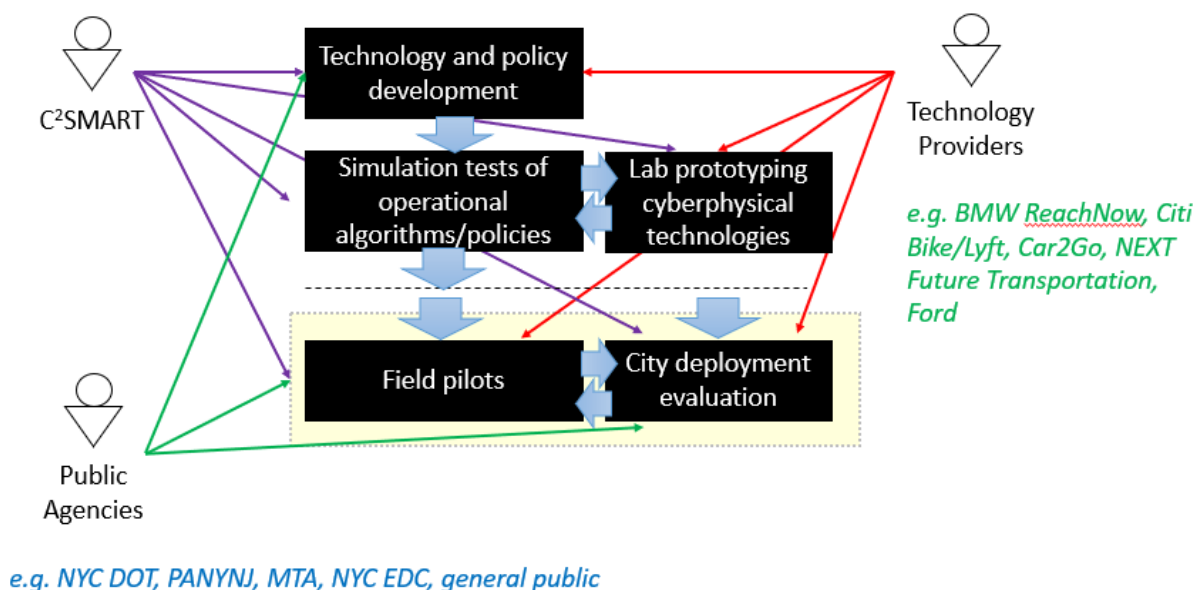 C²SMART
Technology and policy
development
Technology
Providers
Simulation tests of
operational
algorithms/policies
Lab prototyping
cyberphysical
technologies
e.g. BMW ReachNow, Citi
Bike/Lyft, Car2Go, NEXT
Future Transportation,
Ford
Field pilots
City deployment
evaluation
Public
Agencies
e.g. NYC DOT, PANYNJ, MTA, NYC EDC, general public